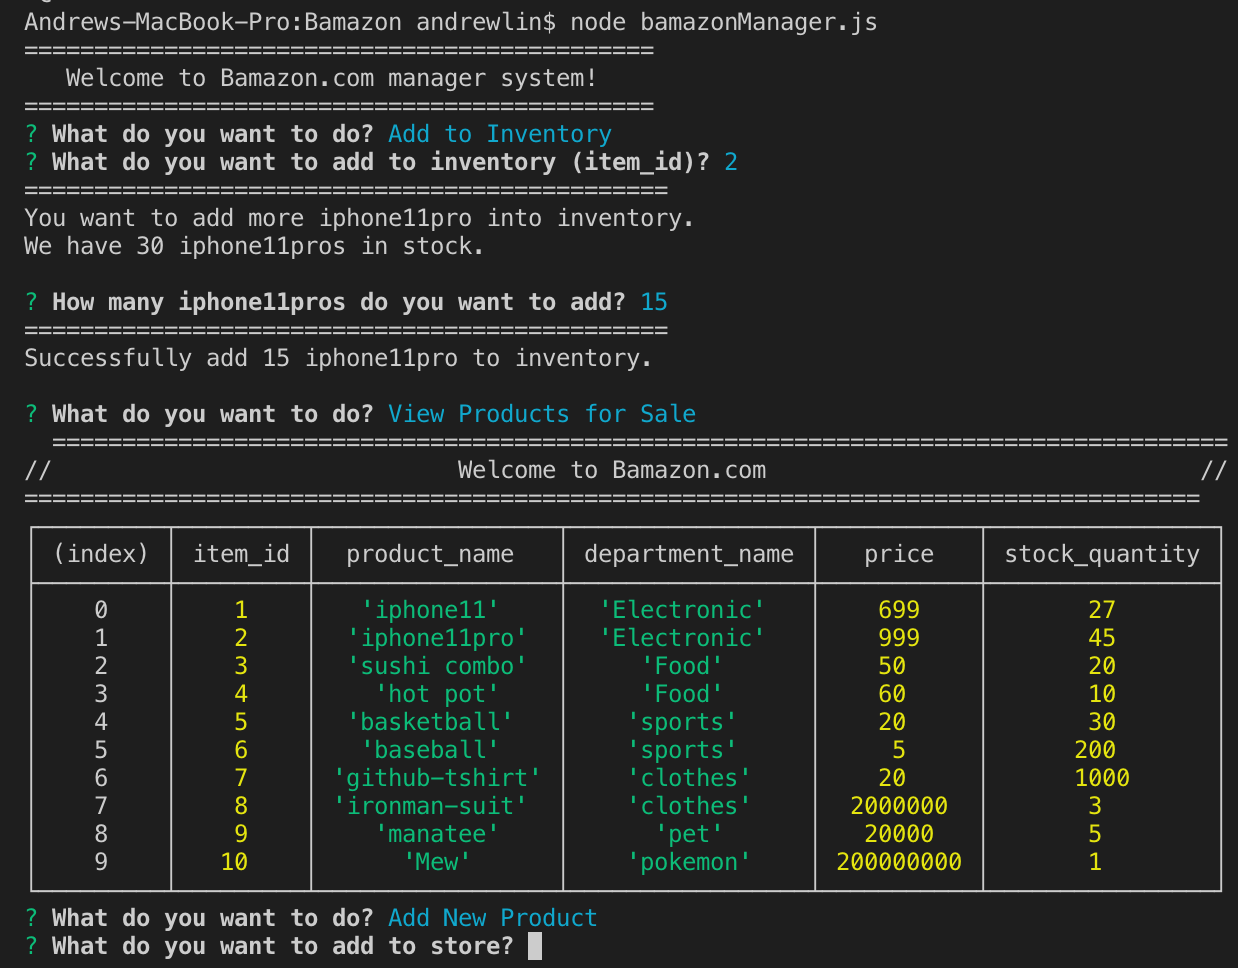 Andrews-MacBook-Pro:Bamazon andrewlin$ node bamazonManager.js
=============================================
   Welcome to Bamazon.com manager system!
=============================================
? What do you want to do? Add to Inventory
? What do you want to add to inventory (item_id)? 2
==============================================
You want to add more iphone11pro into inventory.
We have 30 iphone11pros in stock.
? How many iphone11pros do you want to add? 15
==============================================
Successfully add 15 iphone11pro to inventory.
? What do you want to do? View Products for Sale
  ====================================================================================
//                             Welcome to Bamazon.com                               //
====================================================================================
(index) item_id product_name department_name price stock_quantity
0 1 'iphone11' 'Electronic' 699 27
1 2 'iphone11pro' 'Electronic' 999 45
2 3 'sushi combo' 'Food' 50 20
3 4 'hot pot' 'Food' 60 10
4 5 'basketball' 'sports' 20 30
5 6 'baseball' 'sports' 5 200
6 7 'github-tshirt' 'clothes' 20 1000
7 8 'ironman-suit' 'clothes' 2000000 3
8 9 'manatee' 'pet' 20000 5
9 10 'Mew' 'pokemon' 200000000 1
? What do you want to do? Add New Product
? What do you want to add to store?